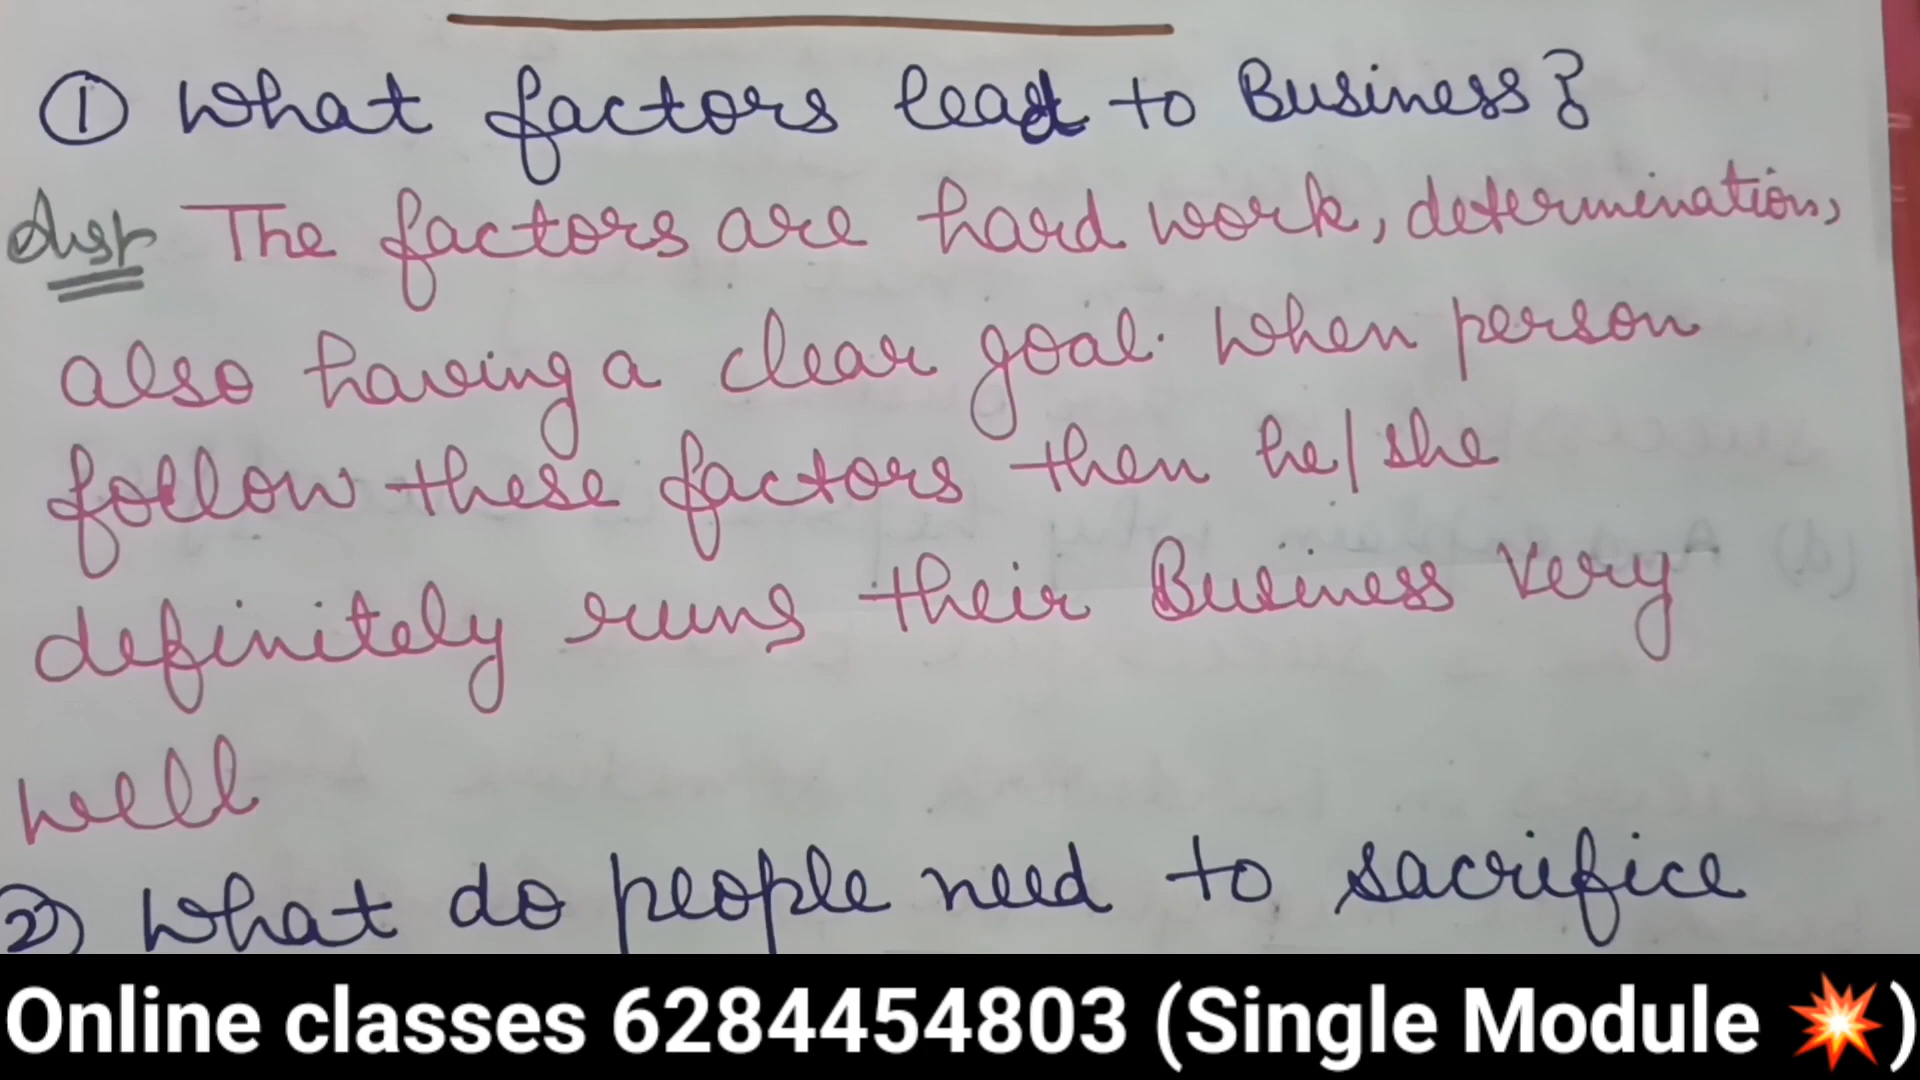 ① What factors lead to Business?
Ans:- The factors are hard work, determination,
also having a clear goal. When person
follow these factors then he/she
definitely runs their Business very
well
2) What do people need to sacrifice
Online classes 6284454803 (Single Module 💥)